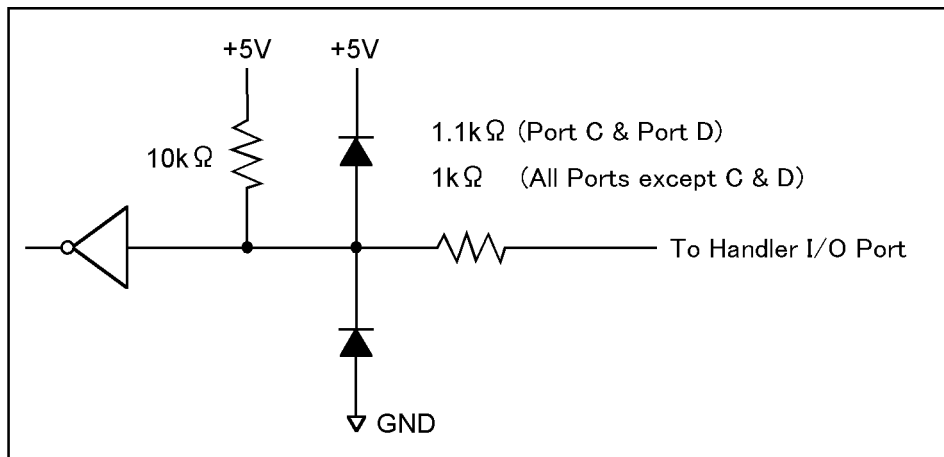 +5V
+5V
10kΩ
1.1kΩ (Port C & Port D)
1kΩ (All Ports except C & D)
To Handler I/O Port
GND